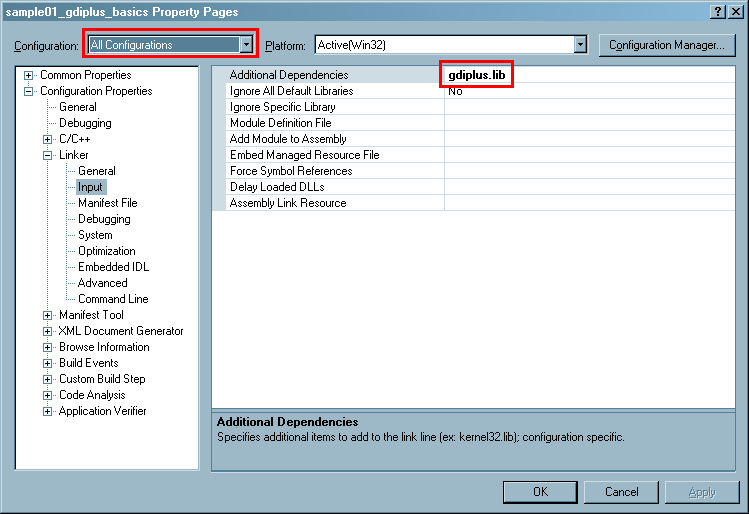 sample01_gdiplus_basics Property Pages
Configuration: All Configurations Platform: Active(Win32) Configuration Manager...
Common Properties
Configuration Properties
General
Debugging
C/C++
Linker
General
Input
Manifest File
Debugging
System
Optimization
Embedded IDL
Advanced
Command Line
Manifest Tool
XML Document Generator
Browse Information
Build Events
Custom Build Step
Code Analysis
Application Verifier
Additional Dependencies gdiplus.lib
Ignore All Default Libraries No
Ignore Specific Library
Module Definition File
Add Module to Assembly
Embed Managed Resource File
Force Symbol References
Delay Loaded DLLs
Assembly Link Resource
Additional Dependencies
Specifies additional items to add to the link line (ex: kernel32.lib); configuration specific.
OK Cancel Apply